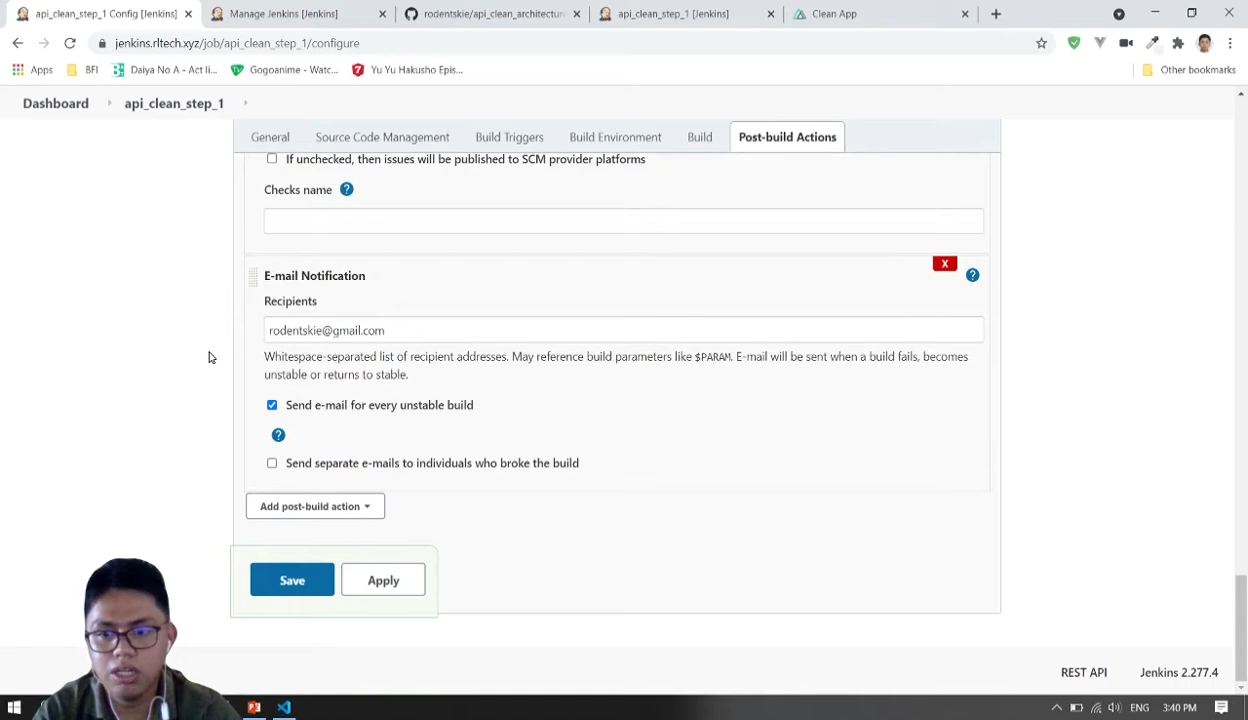 api_clean_step_1 Config [Jenkins]
Manage Jenkins [Jenkins]
rodentskie/api_clean_architecture
api_clean_step_1 [Jenkins]
Clean App
jenkins.rltech.xyz/job/api_clean_step_1/configure
Apps
BFI
Daiya No A - Act Ii...
Gogoanime - Watc...
Yu Yu Hakusho Epis...
Other bookmarks
Dashboard
api_clean_step_1
General
Source Code Management
Build Triggers
Build Environment
Build
Post-build Actions
If unchecked, then issues will be published to SCM provider platforms
Checks name ?
E-mail Notification
X
?
Recipients
rodentskie@gmail.com
Whitespace-separated list of recipient addresses. May reference build parameters like $PARAM. E-mail will be sent when a build fails, becomes
unstable or returns to stable.
Send e-mail for every unstable build
?
Send separate e-mails to individuals who broke the build
Add post-build action
Save
Apply
REST API
Jenkins 2.277.4
ENG
3:40 PM